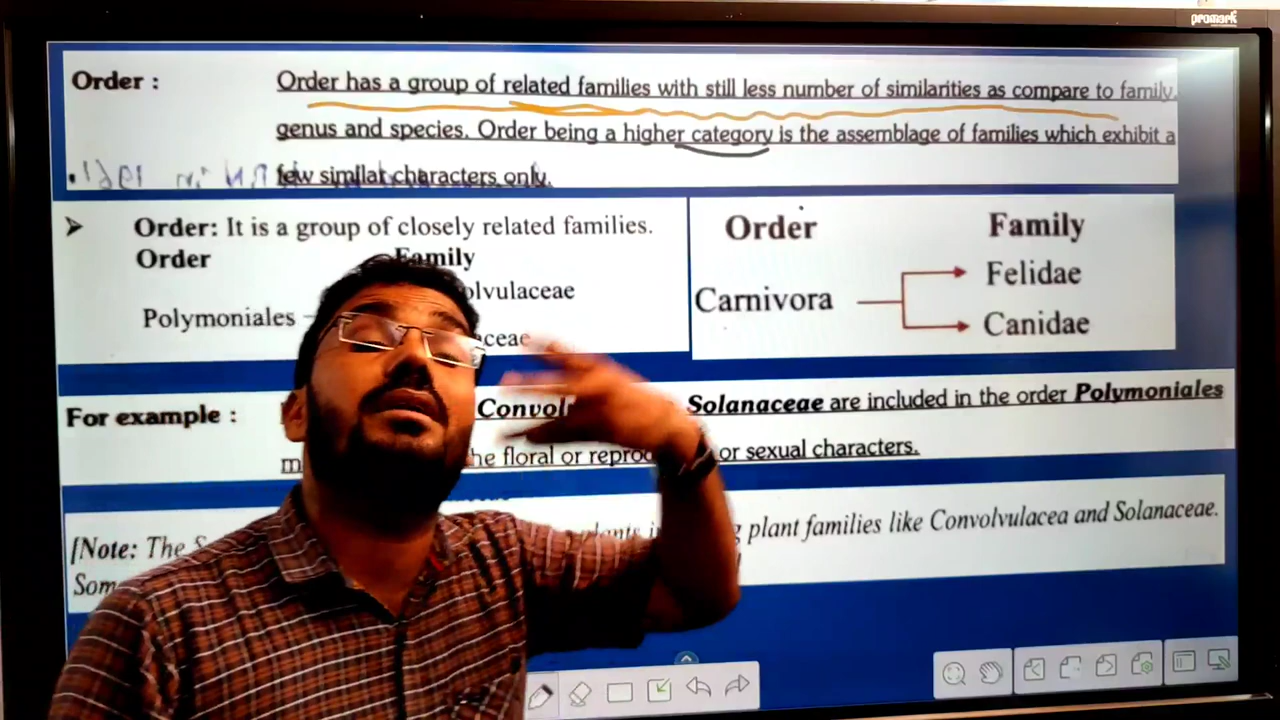 promark
Order : Order has a group of related families with still less number of similarities as compare to family,
genus and species. Order being a higher category is the assemblage of families which exhibit a
few similar characters only.
➤ Order: It is a group of closely related families.
Order Family
olvulaceae
Polymoniales
ceae
Order Family
Carnivora
Felidae
Canidae
For example : Convol Solanaceae are included in the order Polymoniales
m he floral or reprod or sexual characters.
[Note: The S plants i g plant families like Convolvulacea and Solanaceae.
Som